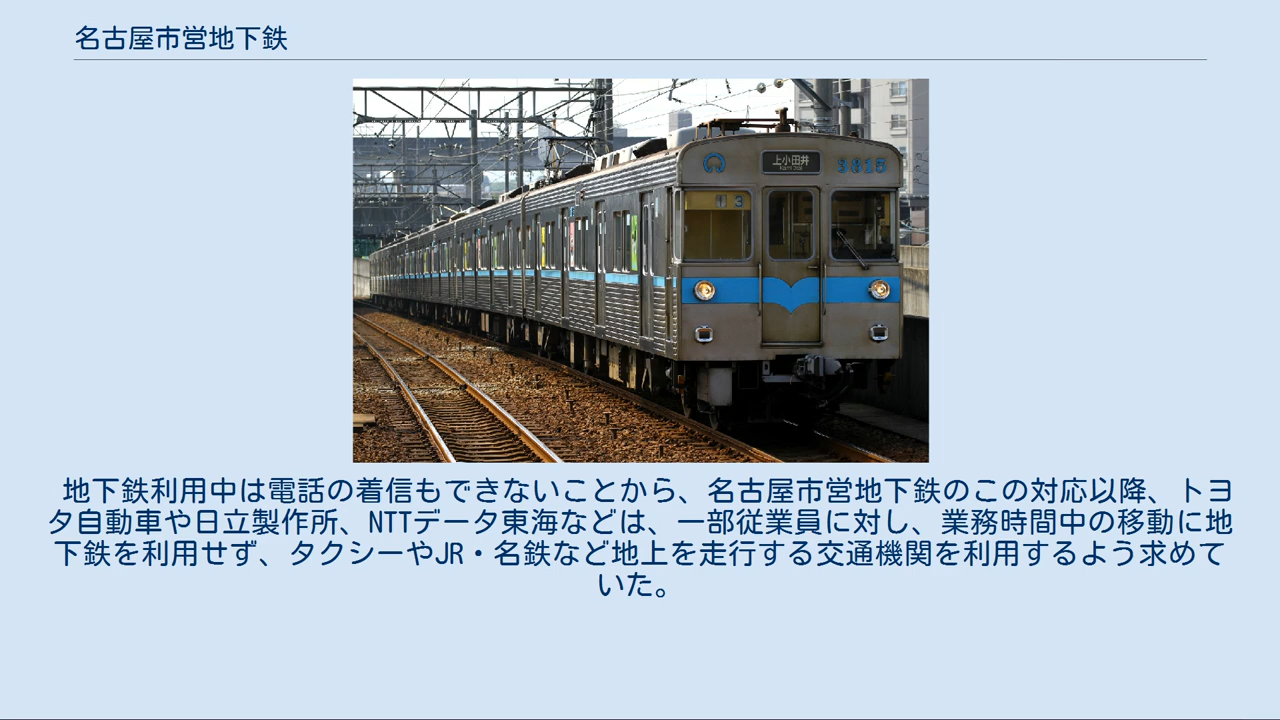 名古屋市営地下鉄
上小田井
3815
13
地下鉄利用中は電話の着信もできないことから、名古屋市営地下鉄のこの対応以降、トヨ
タ自動車や日立製作所、NTTデータ東海などは、一部従業員に対し、業務時間中の移動に地
下鉄を利用せず、タクシーやJR・名鉄など地上を走行する交通機関を利用するよう求めて
いた。